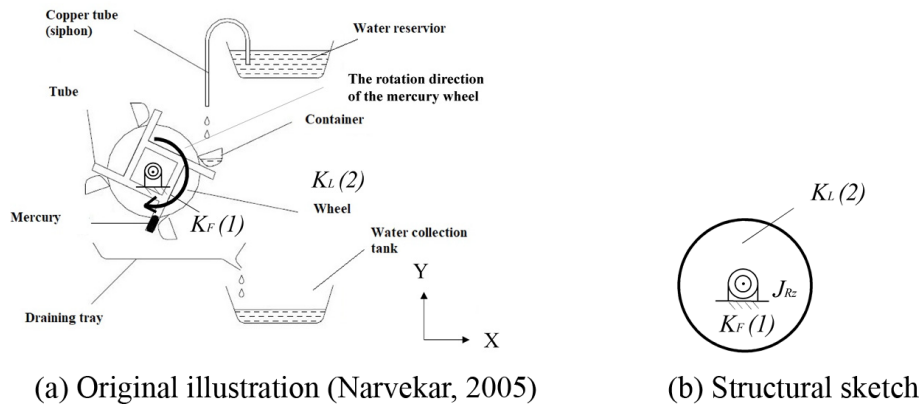 Copper tube
(siphon)
Water reservior
The rotation direction
of the mercury wheel
Tube
Container
KL (2)
Wheel
Mercury
KF (1)
Water collection
tank
Draining tray
Y
X
KL (2)
JRz
KF (1)
(a) Original illustration (Narvekar, 2005)
(b) Structural sketch